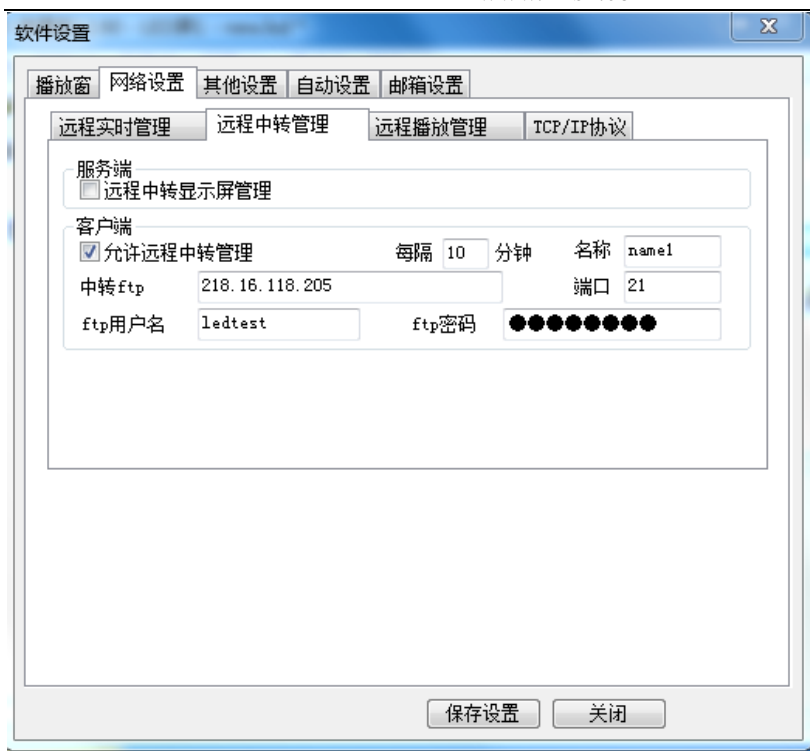 软件设置
播放窗 网络设置 其他设置 自动设置 邮箱设置
远程实时管理 远程中转管理 远程播放管理 TCP/IP协议
服务端
远程中转显示屏管理
客户端
允许远程中转管理 每隔 10 分钟 名称 name1
中转ftp 218.16.118.205 端口 21
ftp用户名 ledtest ftp密码 ●●●●●●●●
保存设置 关闭